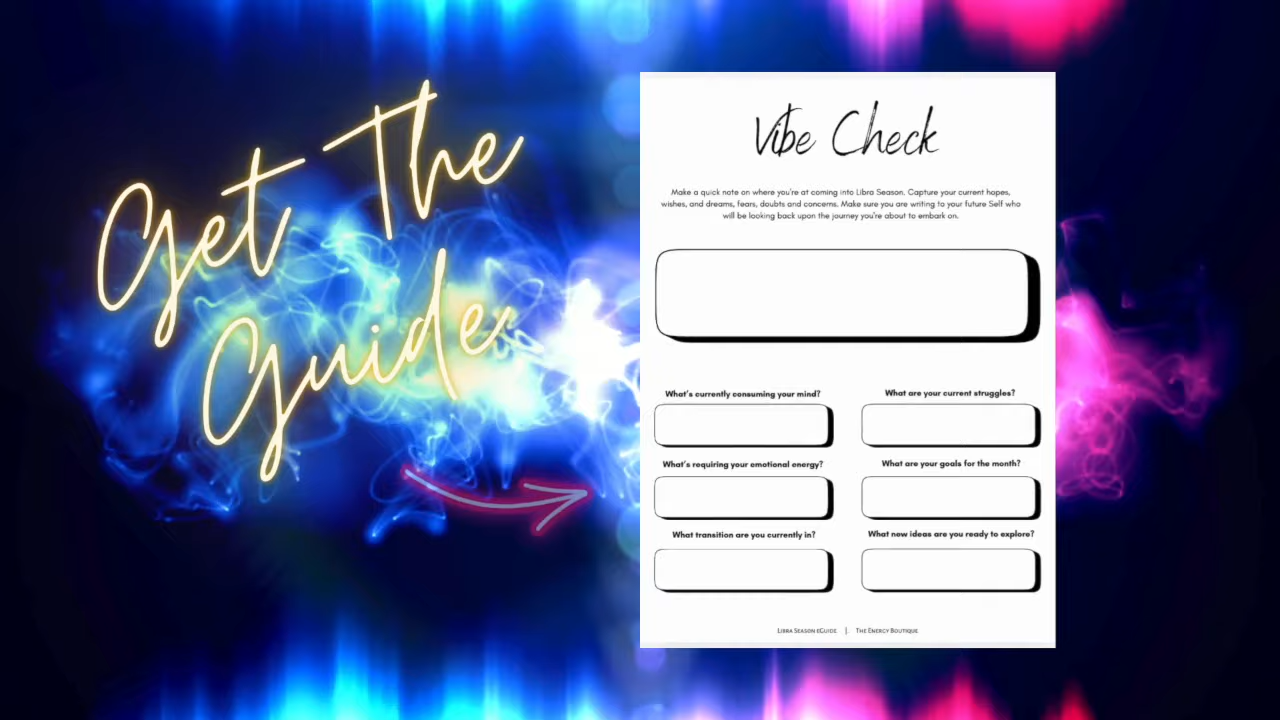 Get The
Guide
Vibe Check
Make a quick note on where you're at coming into Libra Season. Capture your current hopes,
wishes, and dreams, fears, doubts and concerns. Make sure you are writing to your future Self who
will be looking back upon the journey you're about to embark on.
What's currently consuming your mind?
What are your current struggles?
What's requiring your emotional energy?
What are your goals for the month?
What transition are you currently in?
What new ideas are you ready to explore?
Libra Season eGuide | The Energy Boutique